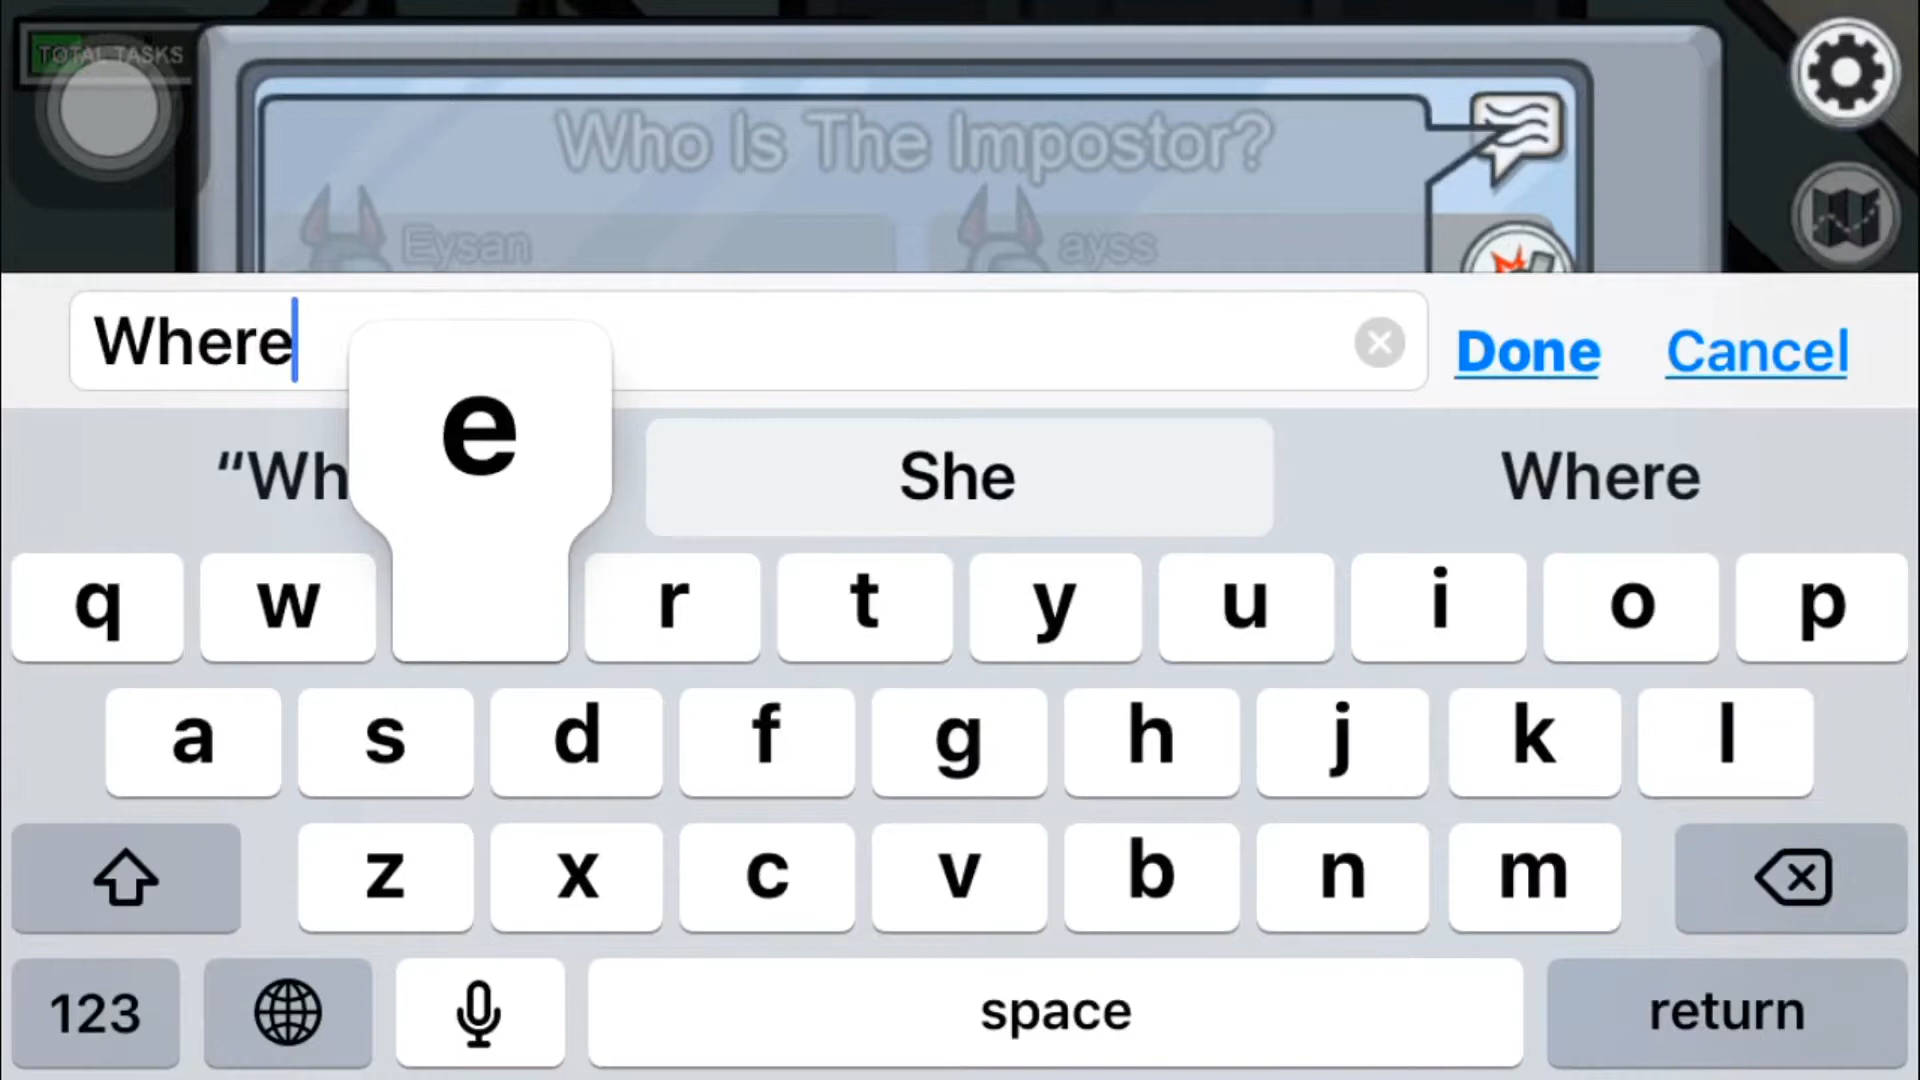 TOTAL TASKS
Who Is The Impostor?
Eysan ayss
Where
Done Cancel
“Wh She Where
e
q w r t y u i o p
a s d f g h j k l
z x c v b n m
123 space return